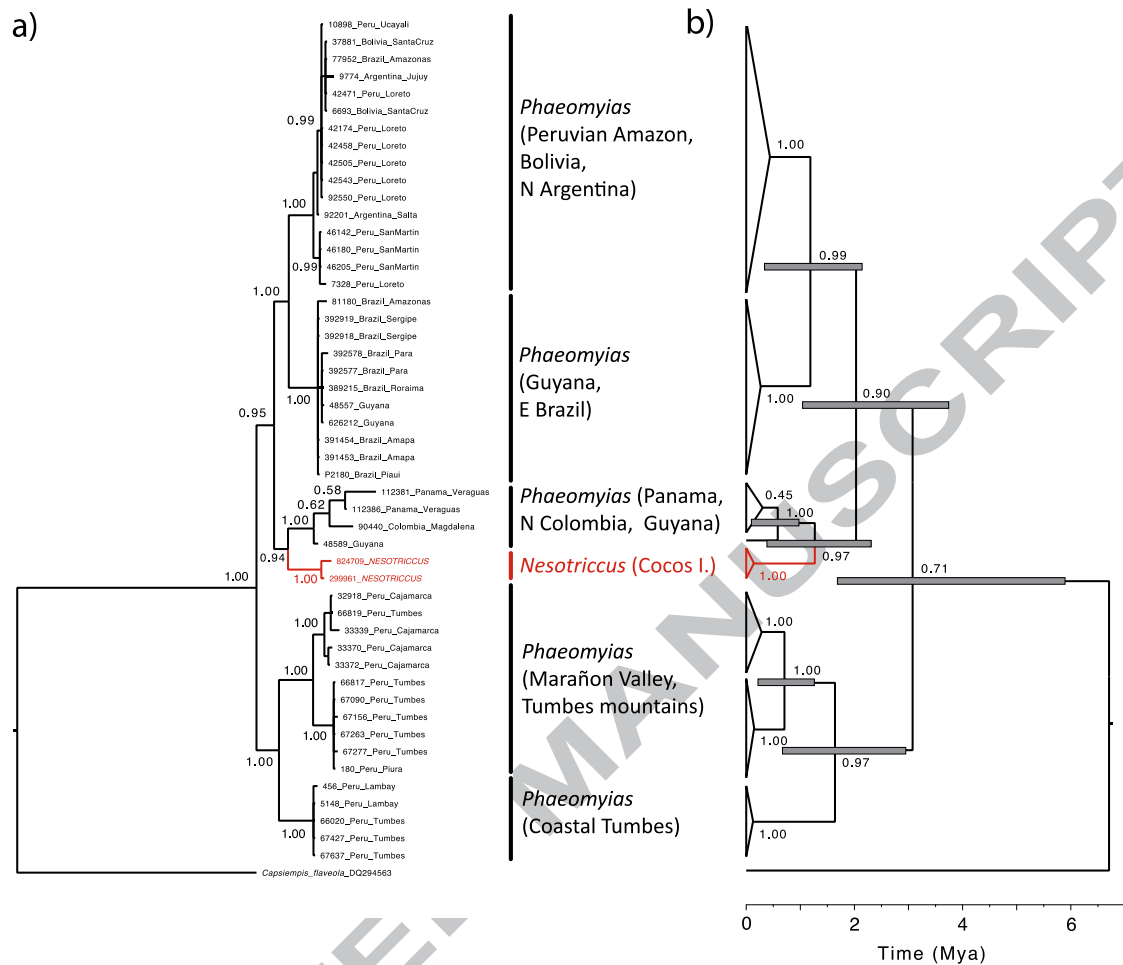 a)
10898_Peru_Ucayali
37881_Bolivia_SantaCruz
77952_Brazil_Amazonas
9774_Argentina_Jujuy
42471_Peru_Loreto
6693_Bolivia_SantaCruz
0.99
42174_Peru_Loreto
42458_Peru_Loreto
42505_Peru_Loreto
42543_Peru_Loreto
92550_Peru_Loreto
1.00
92201_Argentina_Salta
46142_Peru_SanMartin
46180_Peru_SanMartin
0.99
46205_Peru_SanMartin
7328_Peru_Loreto
1.00
81180_Brazil_Amazonas
392919_Brazil_Sergipe
392918_Brazil_Sergipe
392578_Brazil_Para
392577_Brazil_Para
389215_Brazil_Roraima
1.00
48557_Guyana
626212_Guyana
0.95
391454_Brazil_Amapa
391453_Brazil_Amapa
P2180_Brazil_Piaui
0.58
112381_Panama_Veraguas
0.62
112386_Panama_Veraguas
1.00
90440_Colombia_Magdalena
48589_Guyana
0.94
824709_NESOTRICCUS
1.00
299961_NESOTRICCUS
1.00
32918_Peru_Cajamarca
66819_Peru_Tumbes
33339_Peru_Cajamarca
33370_Peru_Cajamarca
33372_Peru_Cajamarca
1.00
66817_Peru_Tumbes
67090_Peru_Tumbes
67156_Peru_Tumbes
67263_Peru_Tumbes
67277_Peru_Tumbes
1.00
180_Peru_Piura
1.00
456_Peru_Lambay
5148_Peru_Lambay
66020_Peru_Tumbes
67427_Peru_Tumbes
1.00
67637_Peru_Tumbes
Capsiempis_flaveola_DQ294563
Phaeomyias
(Peruvian Amazon,
Bolivia,
N Argentina)
Phaeomyias
(Guyana,
E Brazil)
Phaeomyias (Panama,
N Colombia, Guyana)
Nesotriccus (Cocos I.)
Phaeomyias
(Marañon Valley,
Tumbes mountains)
Phaeomyias
(Coastal Tumbes)
b)
1.00
0.99
0.90
1.00
0.45
1.00
0.97
1.00
0.71
1.00
1.00
1.00
0.97
1.00
0
2
4
6
Time (Mya)
MANUSCRIPT